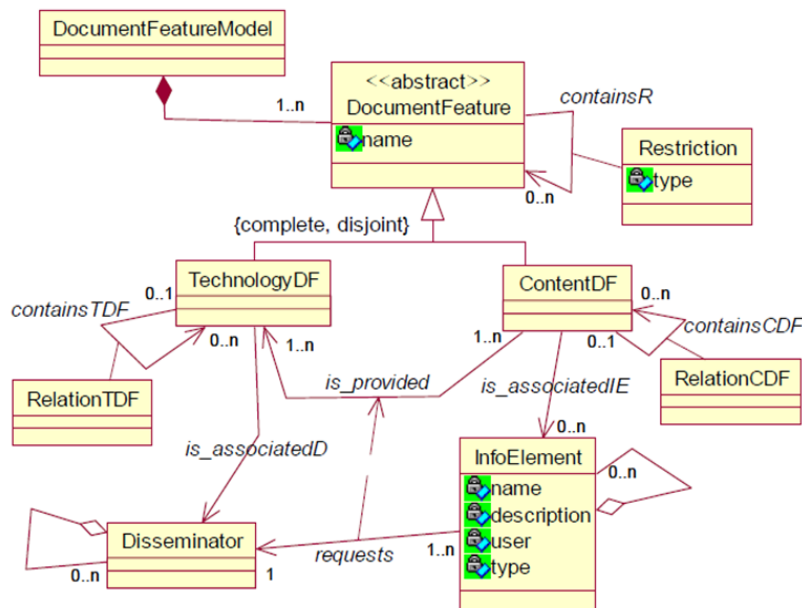 DocumentFeatureModel
<<abstract>>
DocumentFeature
name
1..n
containsR
0..n
Restriction
type
{complete, disjoint}
TechnologyDF
0..1
containsTDF
0..n
1..n
RelationTDF
ContentDF
0..n
containsCDF
0..1
1..n
RelationCDF
is_provided
is_associatedIE
0..n
is_associatedD
InfoElement
name
description
user
type
0..n
Disseminator
0..n
1
requests
1..n